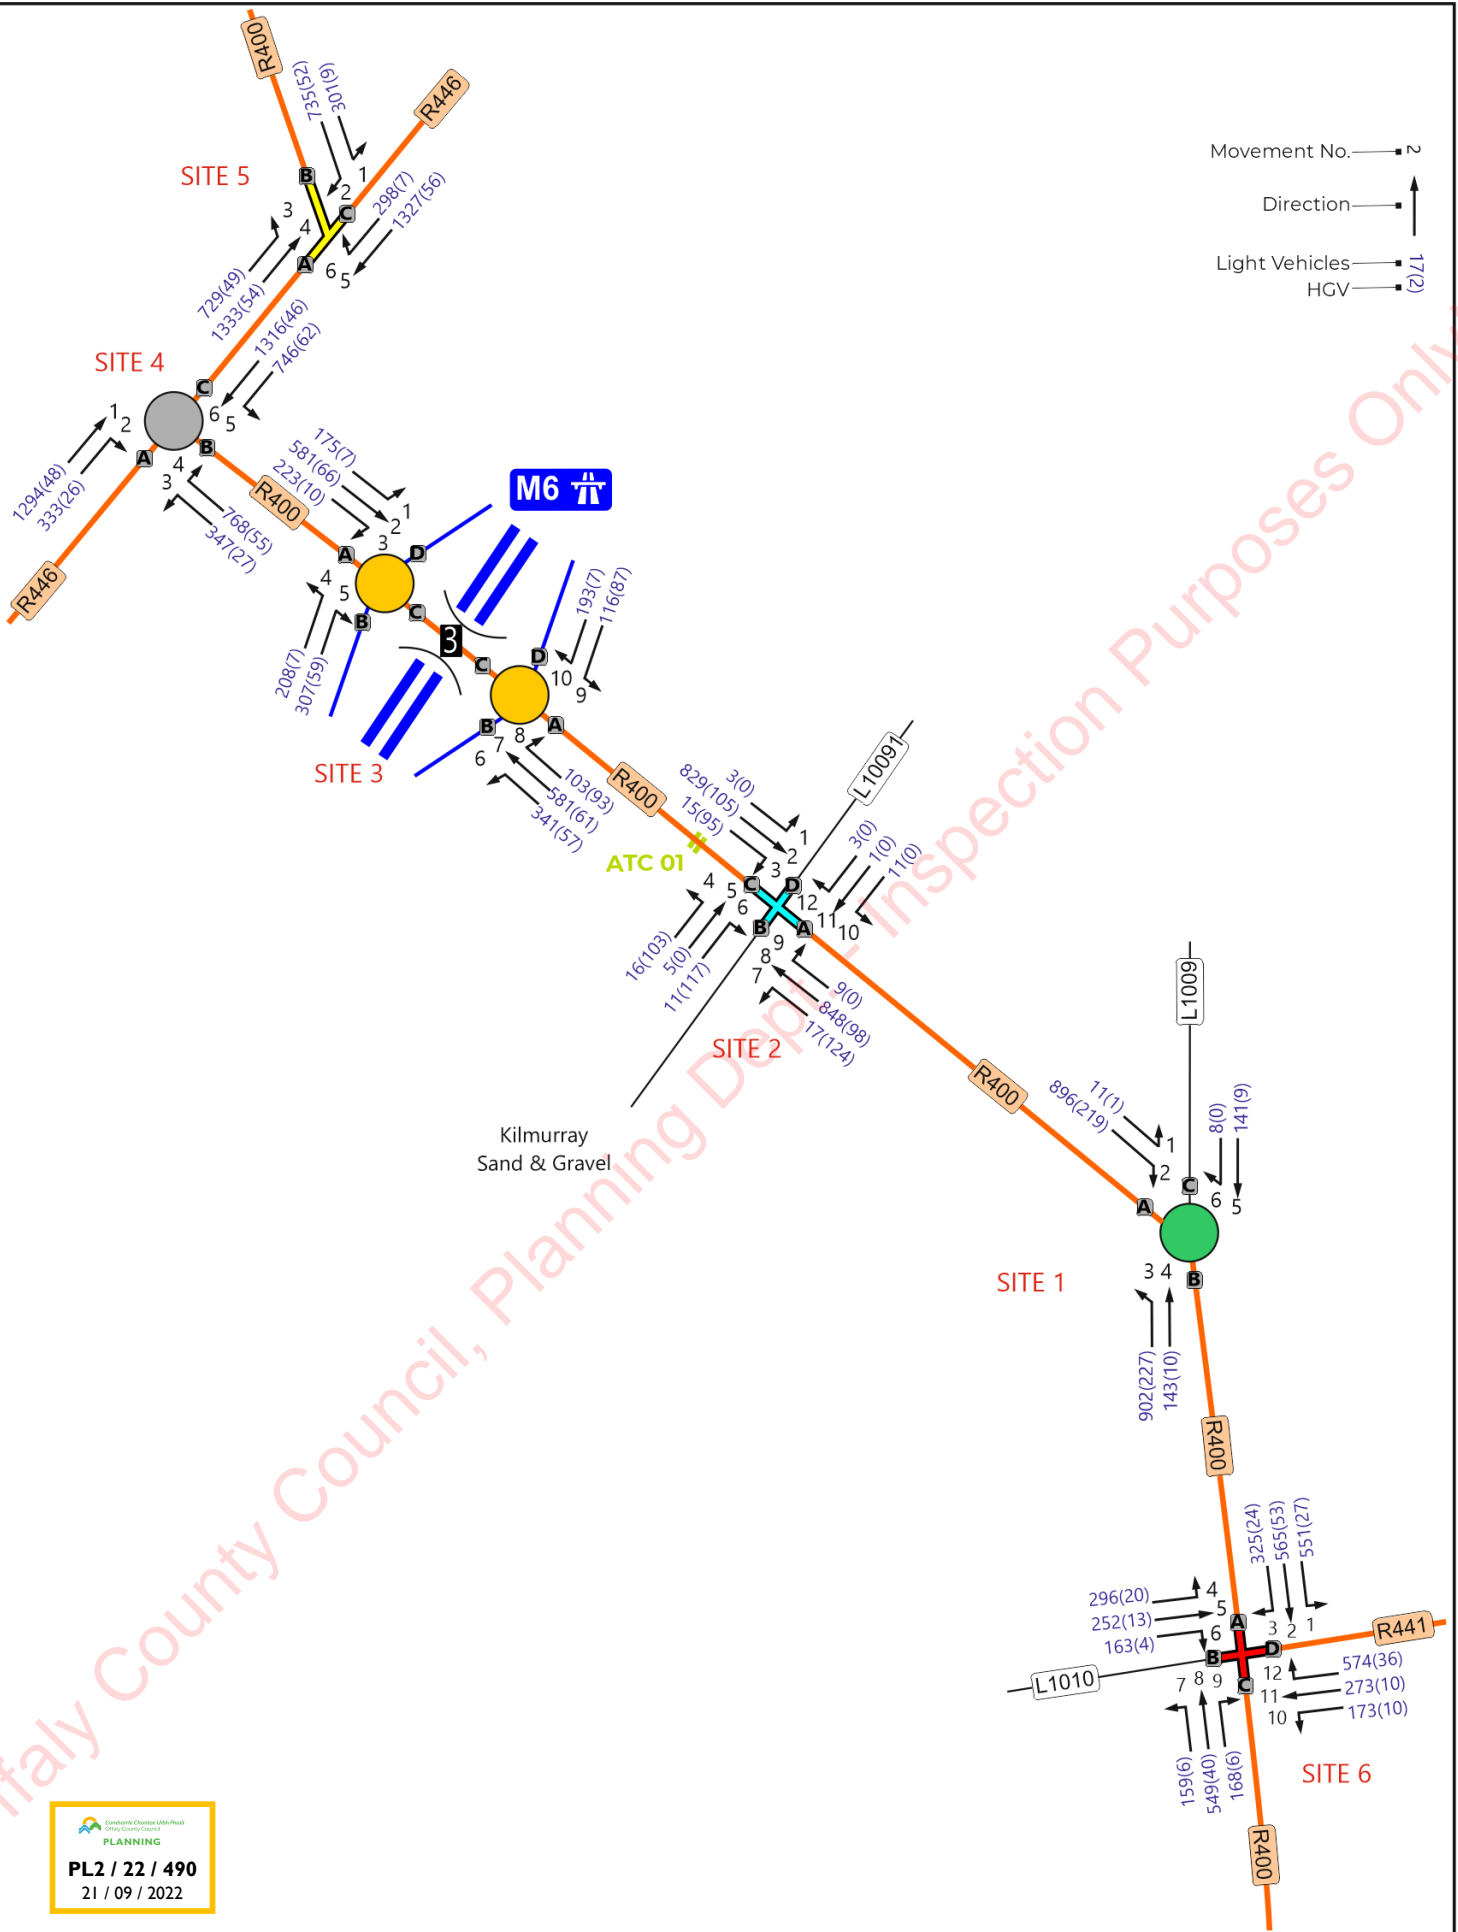 R400
735(52)
301(9)
R446
SITE 5
B
1
2
C
3
4
A
6
5
298(7)
1327(56)
729(49)
1333(54)
Movement No.
2
Direction
Light Vehicles
HGV
17(2)
SITE 4
1316(46)
746(62)
C
6
5
1
2
A
B
4
3
1294(48)
333(26)
768(55)
347(27)
R446
R400
175(7)
581(66)
223(10)
M6
1
2
3
A
D
4
5
B
C
208(7)
307(59)
3
SITE 3
193(7)
116(87)
C
D
10
9
B
A
8
7
6
103(93)
581(61)
341(57)
R400
ATC 01
L10091
3(0)
829(105)
15(95)
1
2
3
3(0)
1(0)
11(0)
4
5
6
C
D
12
11
10
B
A
9
8
7
16(103)
5(0)
11(117)
9(0)
848(98)
17(124)
SITE 2
Kilmurray
Sand & Gravel
R400
L1009
11(1)
896(219)
1
2
8(0)
141(9)
C
6
5
A
3
4
B
SITE 1
902(227)
143(10)
R400
325(24)
565(53)
551(27)
296(20)
252(13)
163(4)
4
5
6
A
3
2
1
R441
B
D
7
8
9
C
12
11
10
574(36)
273(10)
173(10)
L1010
159(6)
549(40)
168(6)
SITE 6
R400
ffaly County Council, Planning Dept - Inspection Purposes Only
Comhairle Chontae Uíbh Fhailí
Offaly County Council
PLANNING
PL2 / 22 / 490
21 / 09 / 2022